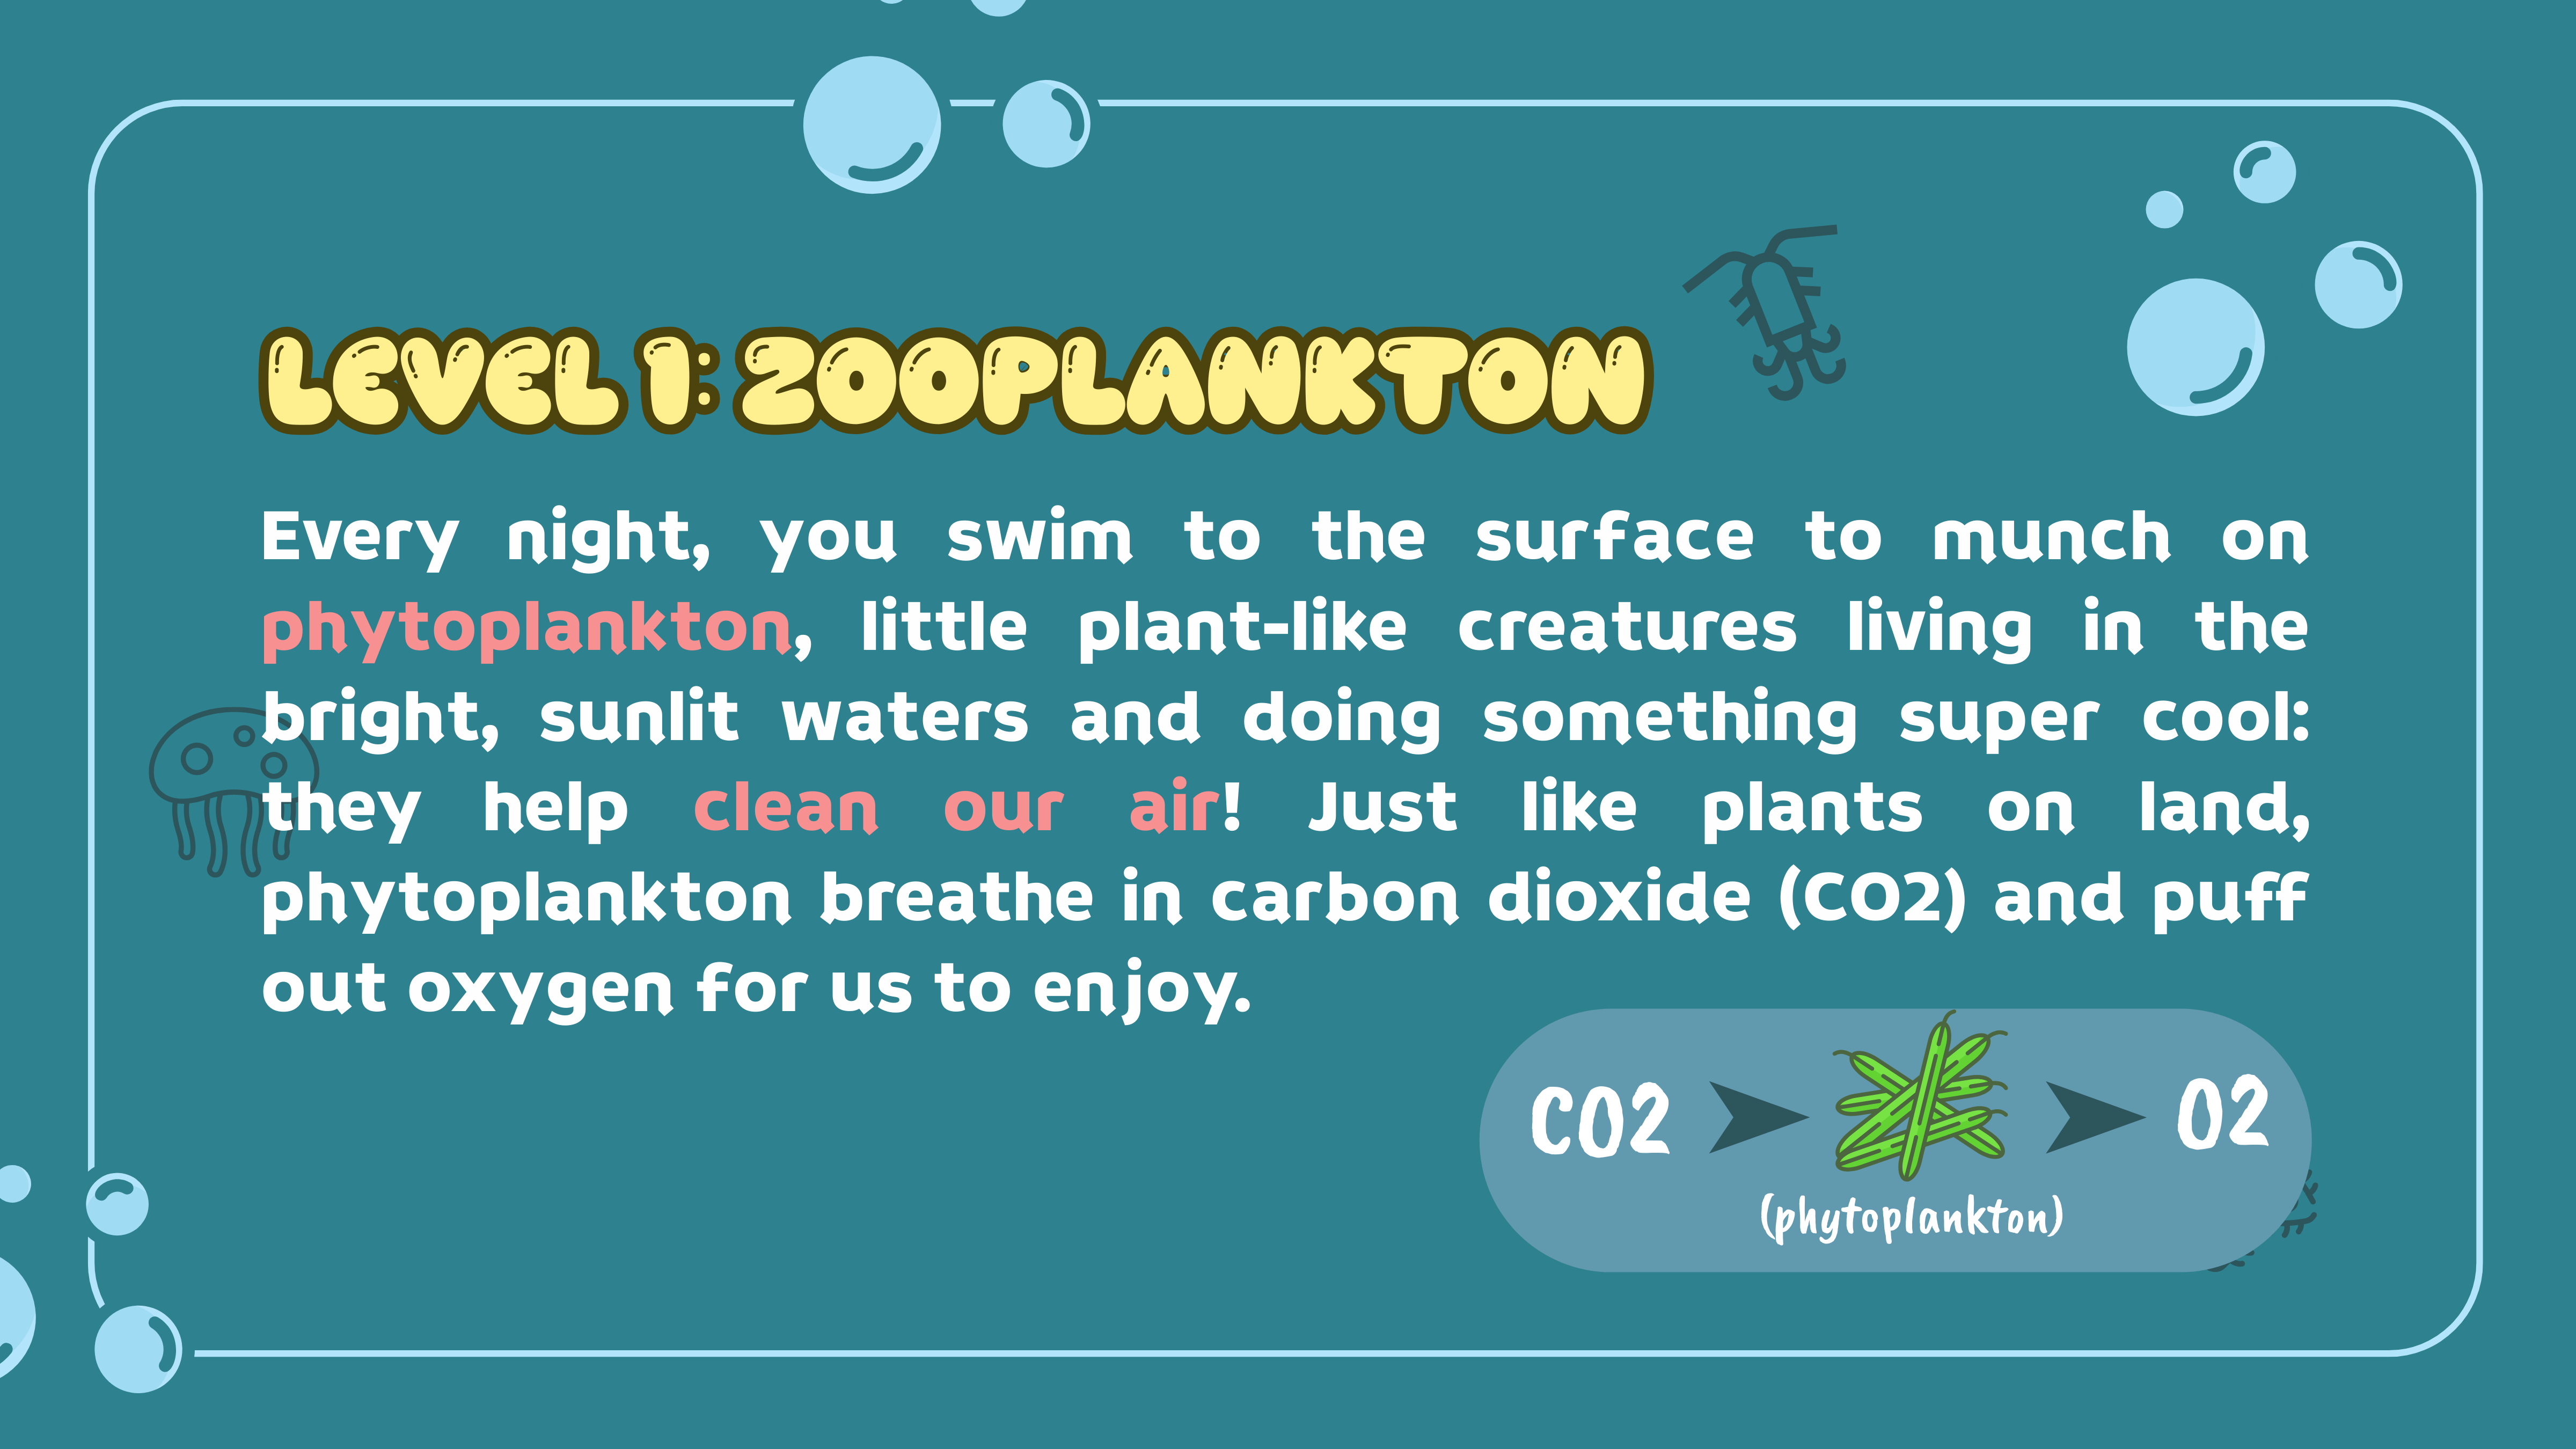 LEVEL 1: ZOOPLANKTON
Every night, you swim to the surface to munch on
phytoplankton, little plant-like creatures living in the
bright, sunlit waters and doing something super cool:
they help clean our air! Just like plants on land,
phytoplankton breathe in carbon dioxide (CO2) and puff
out oxygen for us to enjoy.
CO2 O2
(phytoplankton)